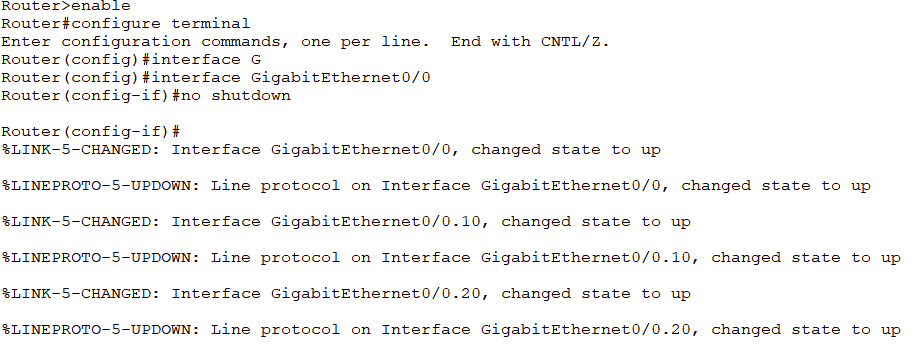 Router>enable
Router#configure terminal
Enter configuration commands, one per line.  End with CNTL/Z.
Router(config)#interface G
Router(config)#interface GigabitEthernet0/0
Router(config-if)#no shutdown
Router(config-if)#
%LINK-5-CHANGED: Interface GigabitEthernet0/0, changed state to up
%LINEPROTO-5-UPDOWN: Line protocol on Interface GigabitEthernet0/0, changed state to up
%LINK-5-CHANGED: Interface GigabitEthernet0/0.10, changed state to up
%LINEPROTO-5-UPDOWN: Line protocol on Interface GigabitEthernet0/0.10, changed state to up
%LINK-5-CHANGED: Interface GigabitEthernet0/0.20, changed state to up
%LINEPROTO-5-UPDOWN: Line protocol on Interface GigabitEthernet0/0.20, changed state to up